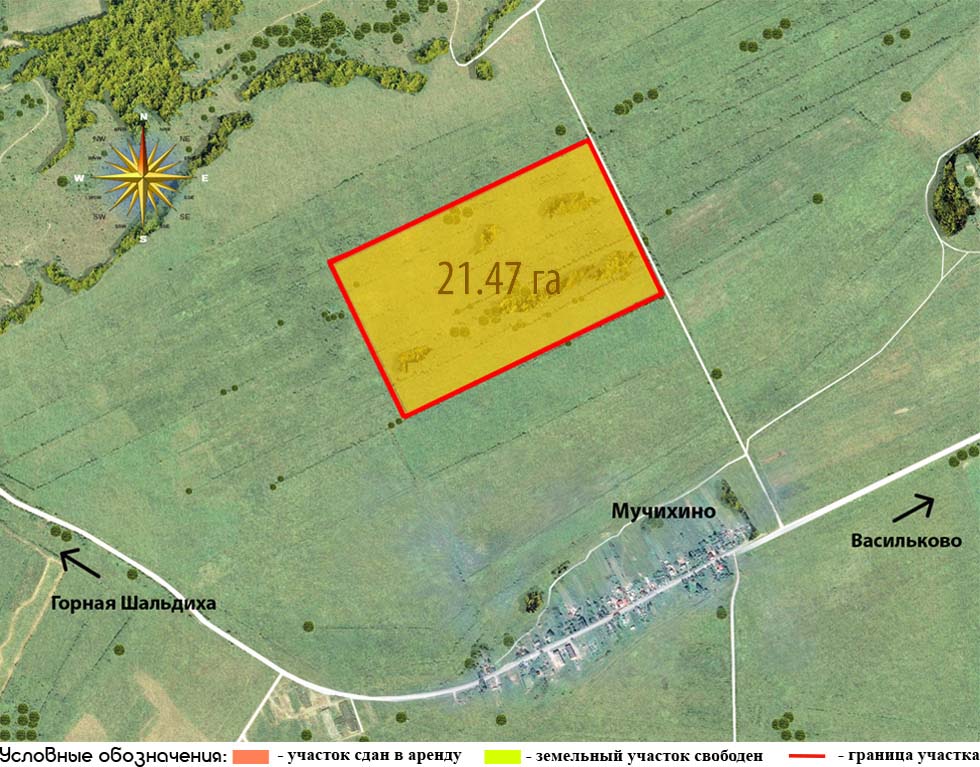 N
NW
NE
W
E
SW
SE
S
21.47 га
Мучихино
Васильково
Горная Шальдиха
Условные обозначения: - участок сдан в аренду - земельный участок свободен - граница участка